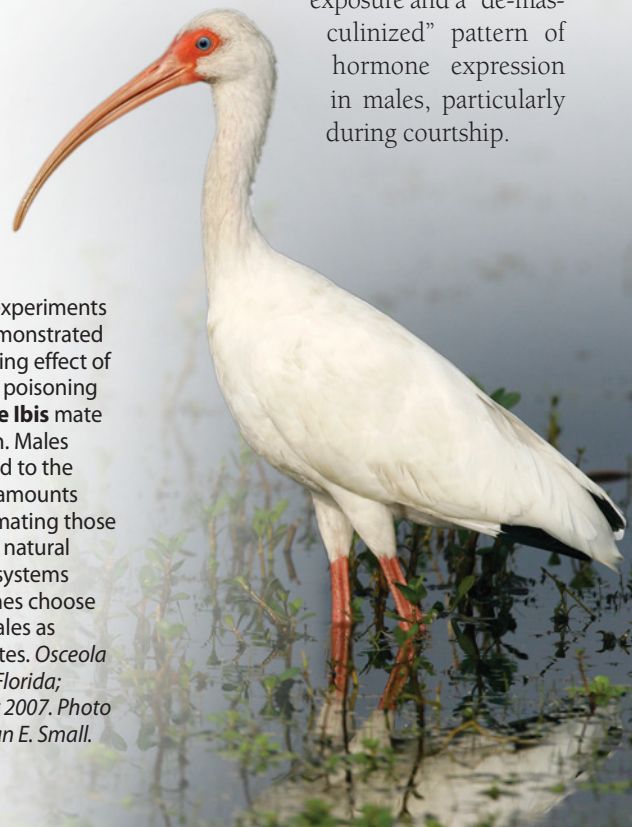 exposure and a “de-mas-
culinized” pattern of
hormone expression
in males, particularly
during courtship.
experiments
monstrated
ing effect of
poisoning
e Ibis mate
n. Males
d to the
amounts
mating those
natural
systems
nes choose
ales as
tes. Osceola
Florida;
2007. Photo
n E. Small.